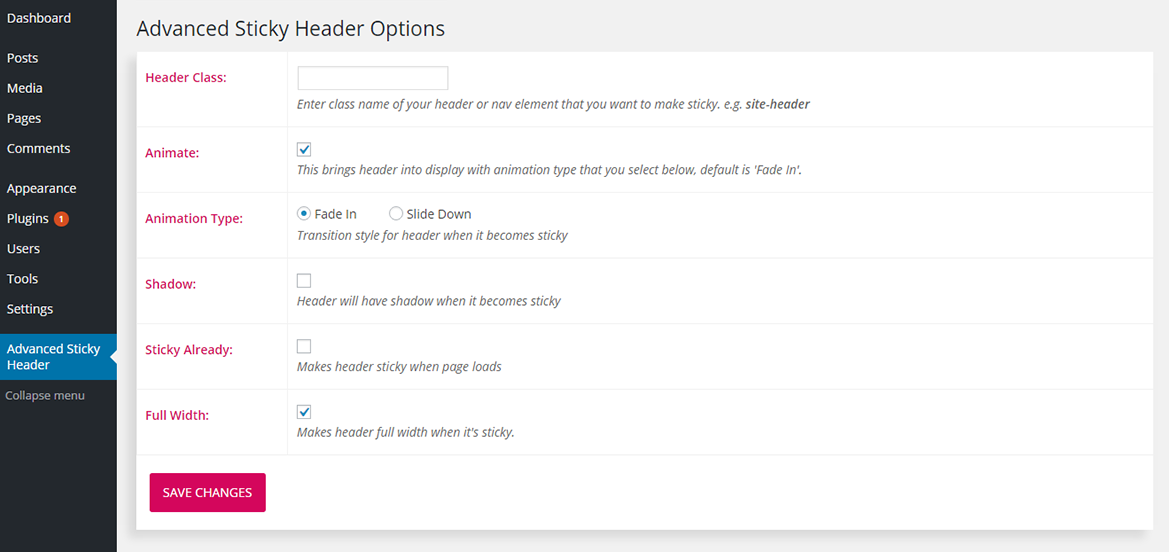 Dashboard
Posts
Media
Pages
Comments
Appearance
Plugins 1
Users
Tools
Settings
Advanced Sticky
Header
Collapse menu
Advanced Sticky Header Options
Header Class:
Enter class name of your header or nav element that you want to make sticky. e.g. site-header
Animate:
This brings header into display with animation type that you select below, default is 'Fade In'.
Animation Type:
Fade In Slide Down
Transition style for header when it becomes sticky
Shadow:
Header will have shadow when it becomes sticky
Sticky Already:
Makes header sticky when page loads
Full Width:
Makes header full width when it's sticky.
SAVE CHANGES